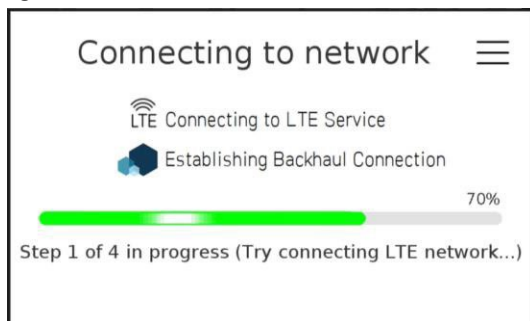 Connecting to network
LTE Connecting to LTE Service
Establishing Backhaul Connection
70%
Step 1 of 4 in progress (Try connecting LTE network...)